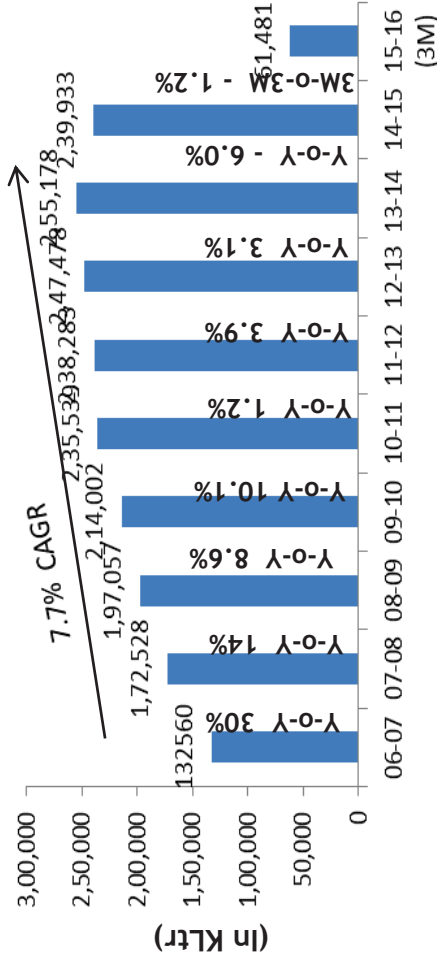 7.7% CAGR
(In KLtr)
3,00,000
2,50,000
2,00,000
1,50,000
1,00,000
50,000
0
132560
1,72,528
1,97,057
2,14,002
2,35,539
2,38,283
2,47,478
2,55,178
2,39,933
61,481
Y-o-Y 30%
Y-o-Y 14%
Y-o-Y 8.6%
Y-o-Y 10.1%
Y-o-Y 1.2%
Y-o-Y 3.9%
Y-o-Y 3.1%
Y-o-Y - 6.0%
3M-o-3M - 1.2%
06-07
07-08
08-09
09-10
10-11
11-12
12-13
13-14
14-15
15-16
(3M)